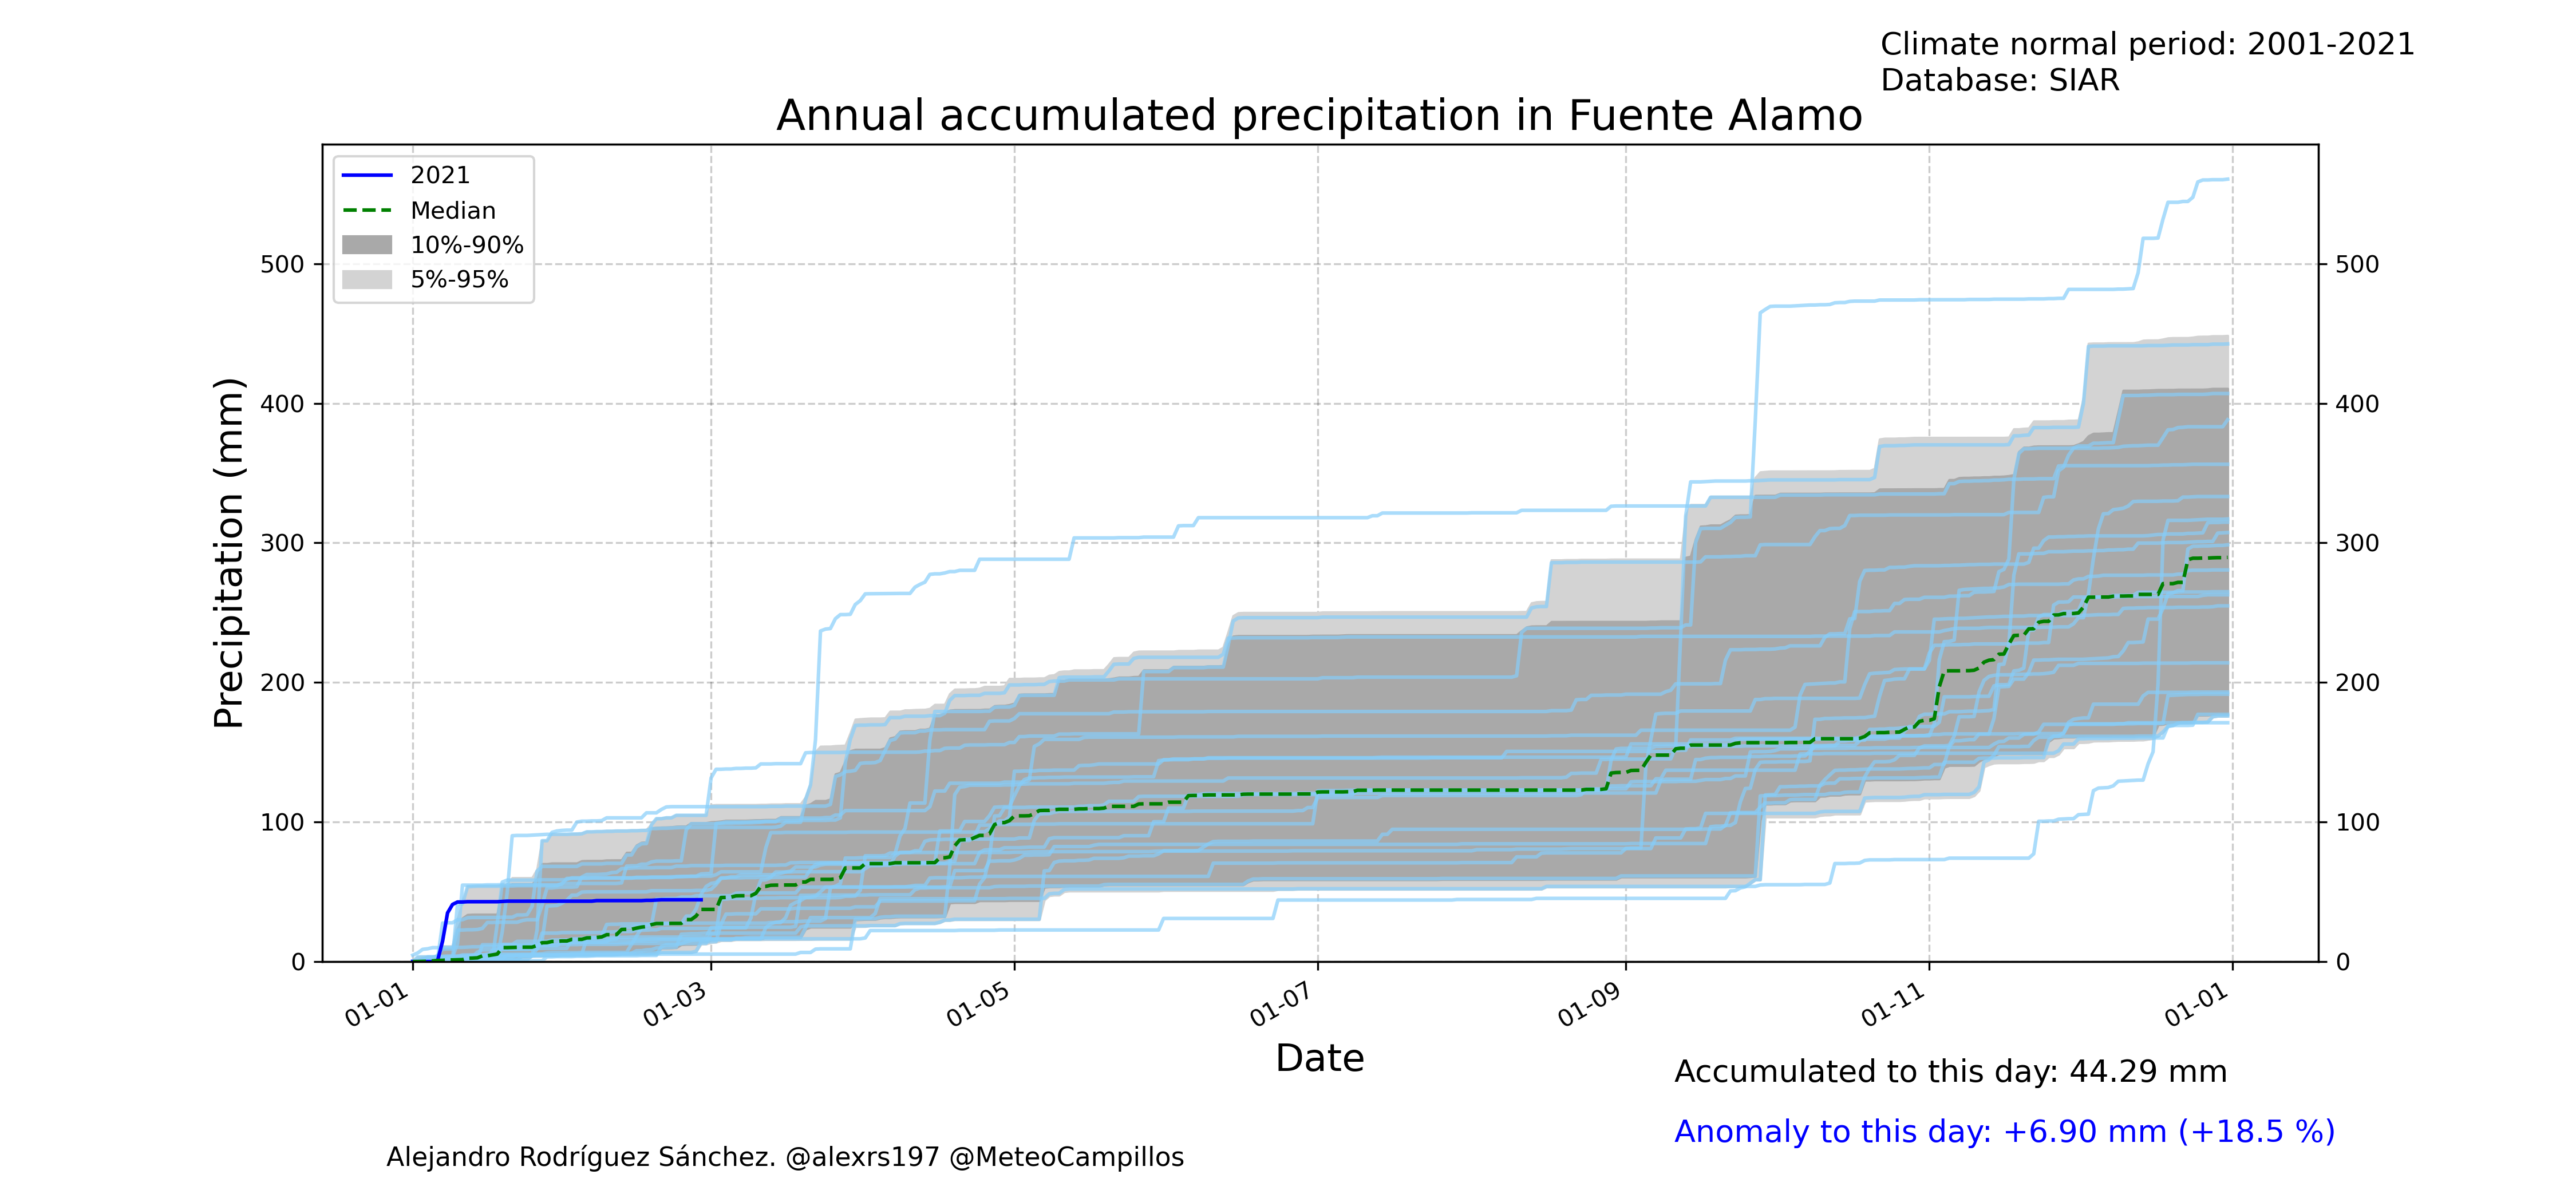 Climate normal period: 2001-2021
Database: SIAR
Annual accumulated precipitation in Fuente Alamo
2021
Median
10%-90%
5%-95%
Precipitation (mm)
500
400
300
200
100
0
500
400
300
200
100
0
01-01
01-03
01-05
01-07
01-09
01-11
01-01
Date
Accumulated to this day: 44.29 mm
Anomaly to this day: +6.90 mm (+18.5 %)
Alejandro Rodríguez Sánchez. @alexrs197 @MeteoCampillos